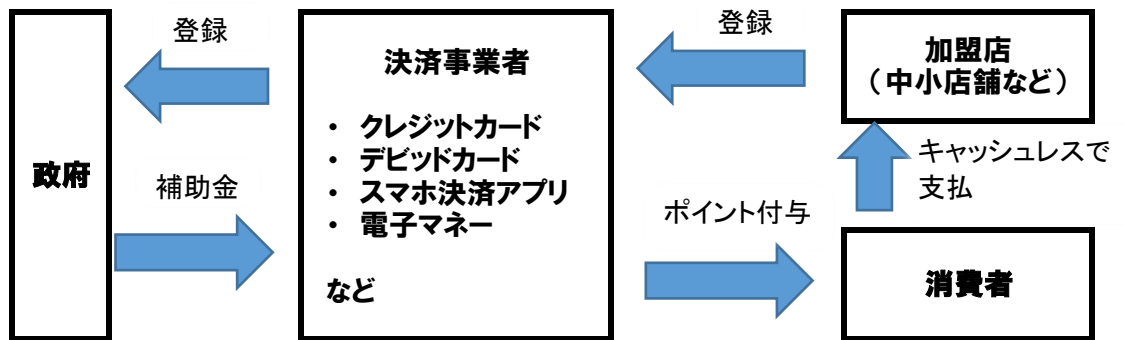 政府
登録
補助金
決済事業者
・ クレジットカード
・ デビッドカード
・ スマホ決済アプリ
・ 電子マネー
など
登録
ポイント付与
加盟店
（中小店舗など）
キャッシュレスで
支払
消費者